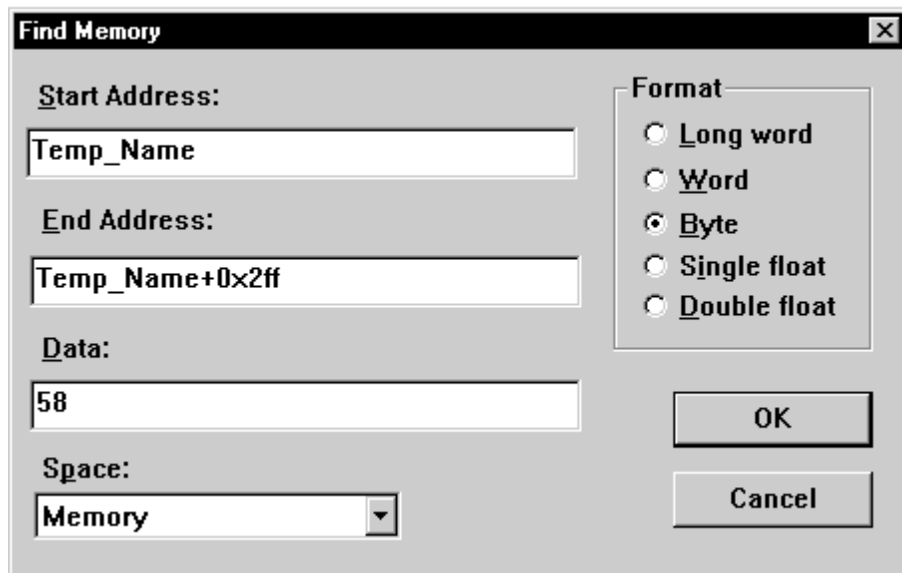 Find Memory
Start Address:
Temp_Name
End Address:
Temp_Name+0x2ff
Data:
58
Space:
Memory
Format
Long word
Word
Byte
Single float
Double float
OK
Cancel